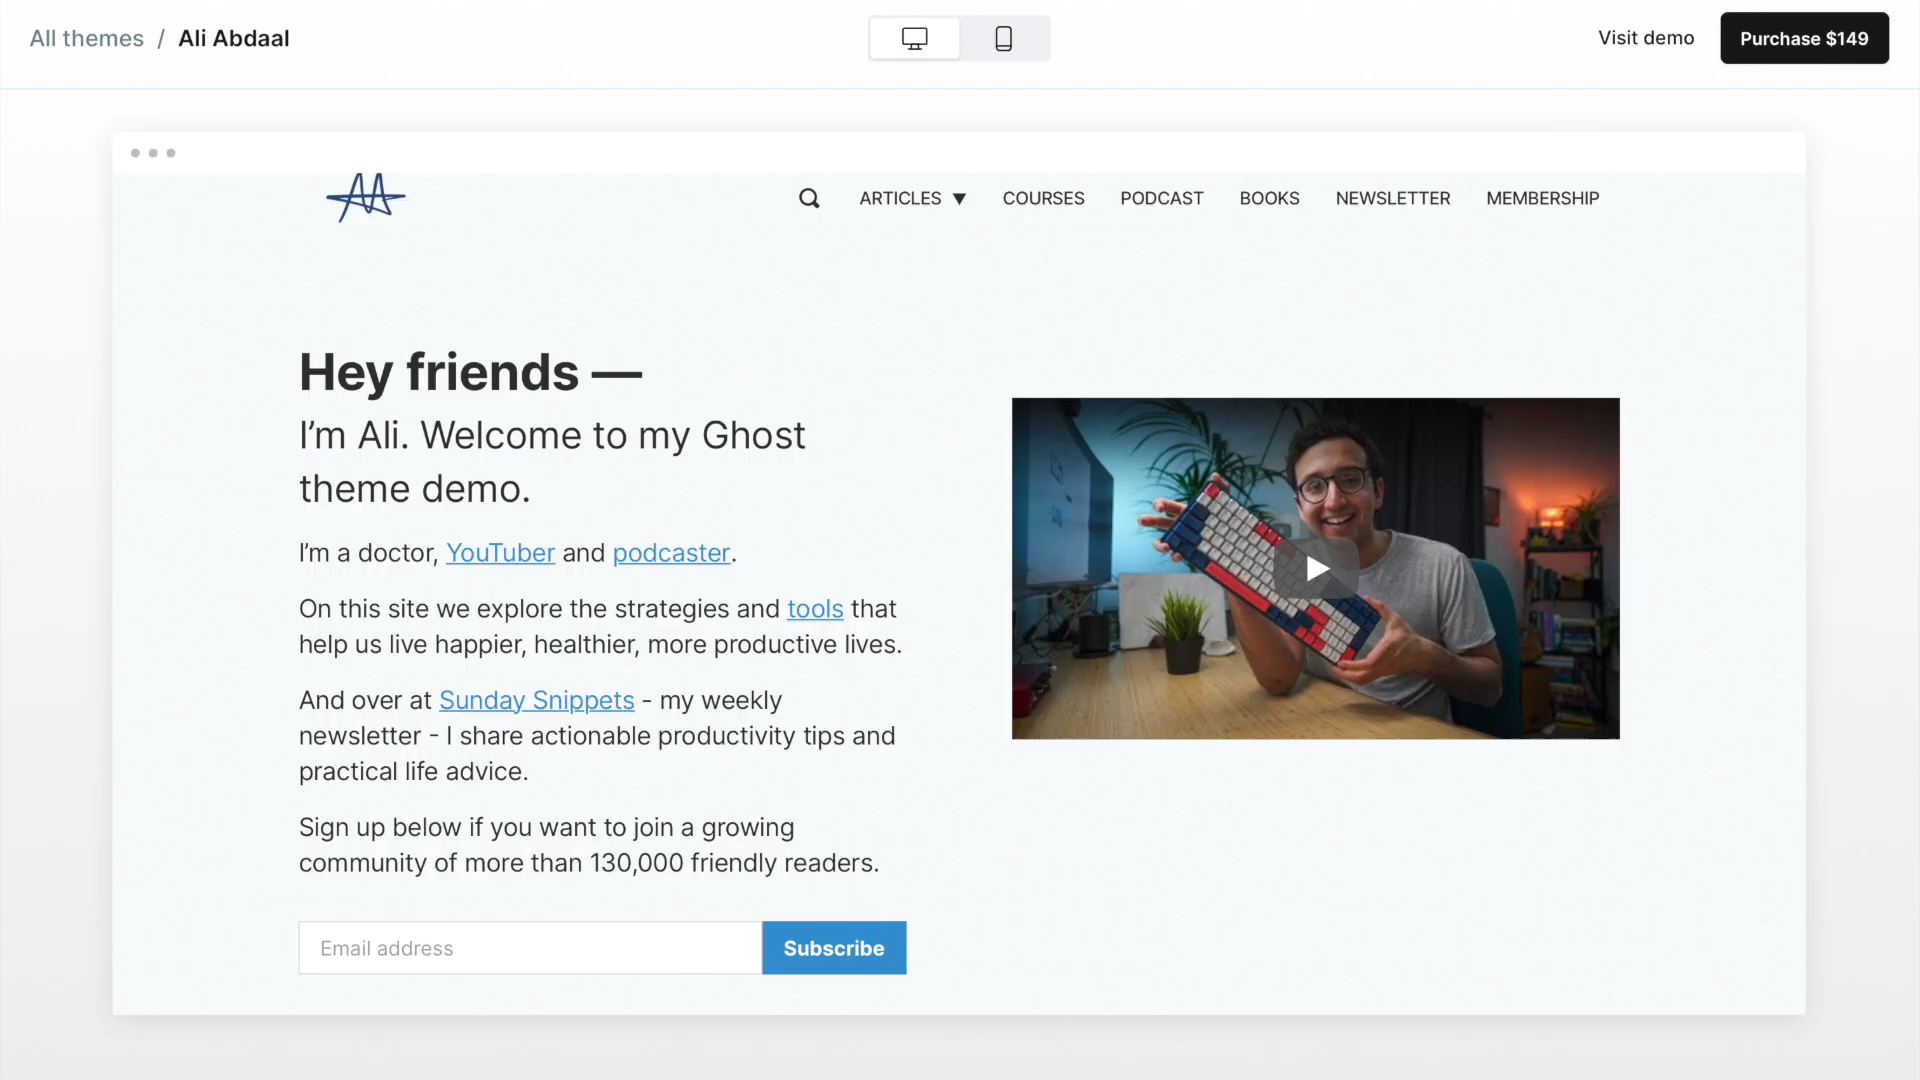 All themes / Ali Abdaal
Visit demo
Purchase $149
ARTICLES ▼ COURSES PODCAST BOOKS NEWSLETTER MEMBERSHIP
Hey friends —
I’m Ali. Welcome to my Ghost
theme demo.
I’m a doctor, YouTuber and podcaster.
On this site we explore the strategies and tools that
help us live happier, healthier, more productive lives.
And over at Sunday Snippets - my weekly
newsletter - I share actionable productivity tips and
practical life advice.
Sign up below if you want to join a growing
community of more than 130,000 friendly readers.
Email address
Subscribe